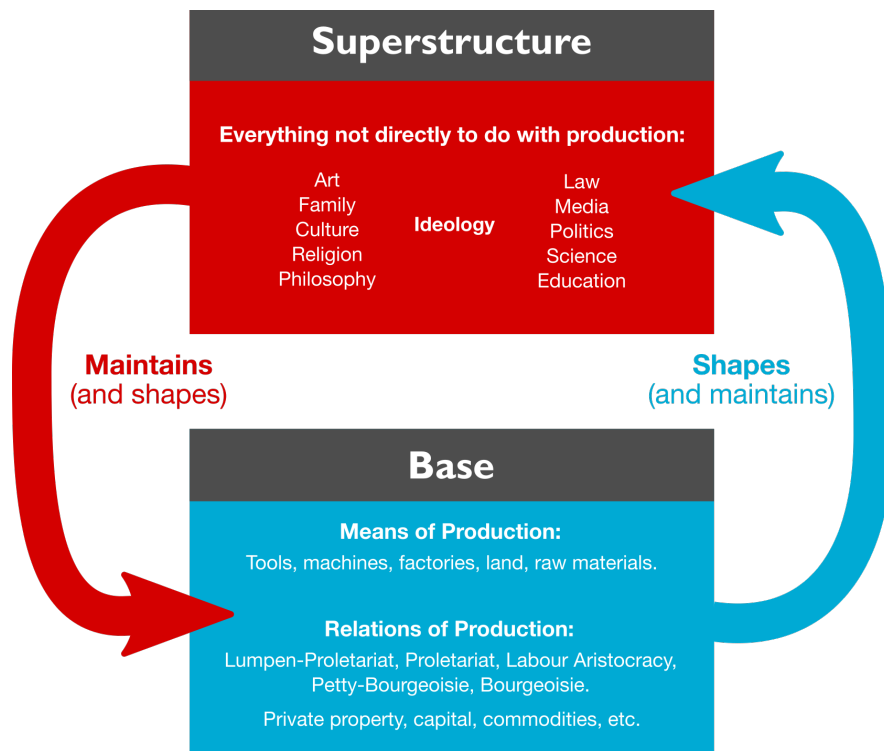 Superstructure
Everything not directly to do with production:
Art
Family
Culture
Religion
Philosophy
Ideology
Law
Media
Politics
Science
Education
Maintains
(and shapes)
Shapes
(and maintains)
Base
Means of Production:
Tools, machines, factories, land, raw materials.
Relations of Production:
Lumpen-Proletariat, Proletariat, Labour Aristocracy,
Petty-Bourgeoisie, Bourgeoisie.
Private property, capital, commodities, etc.